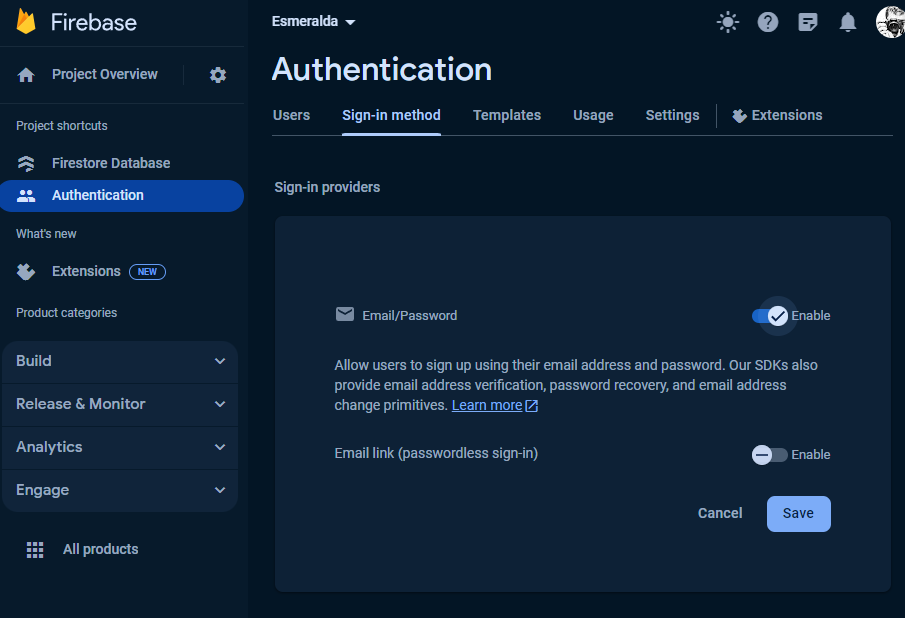 Firebase
Esmeralda
Project Overview
Authentication
Users Sign-in method Templates Usage Settings Extensions
Project shortcuts
Firestore Database
Authentication
What's new
Extensions NEW
Product categories
Build
Release & Monitor
Analytics
Engage
All products
Sign-in providers
Email/Password Enable
Allow users to sign up using their email address and password. Our SDKs also
provide email address verification, password recovery, and email address
change primitives. Learn more
Email link (passwordless sign-in) Enable
Cancel Save